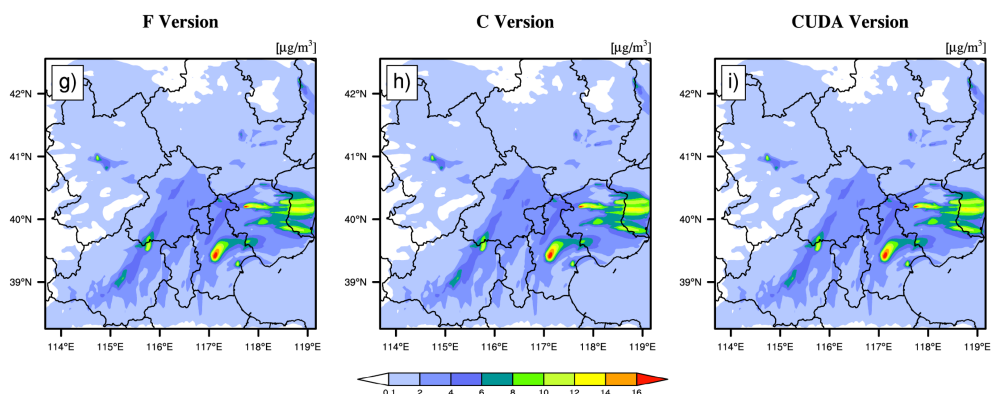 F Version C Version CUDA Version
[μg/m³] [μg/m³] [μg/m³]
g) h) i)
42°N 42°N 42°N
41°N 41°N 41°N
40°N 40°N 40°N
39°N 39°N 39°N
114°E 115°E 116°E 117°E 118°E 119°E 114°E 115°E 116°E 117°E 118°E 119°E 114°E 115°E 116°E 117°E 118°E 119°E
0.1 2 4 6 8 10 12 14 16